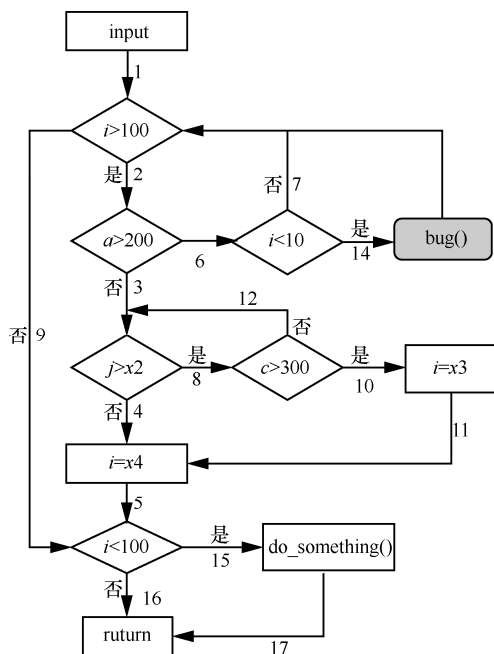 input
1
i>100
是 2
否 7
a>200
6
i<10
是
14
bug()
否 3
12
否 9
否
j>x2
是
8
c>300
是
10
i=x3
否 4
11
i=x4
5
i<100
是
15
do_something()
否 16
ruturn
17